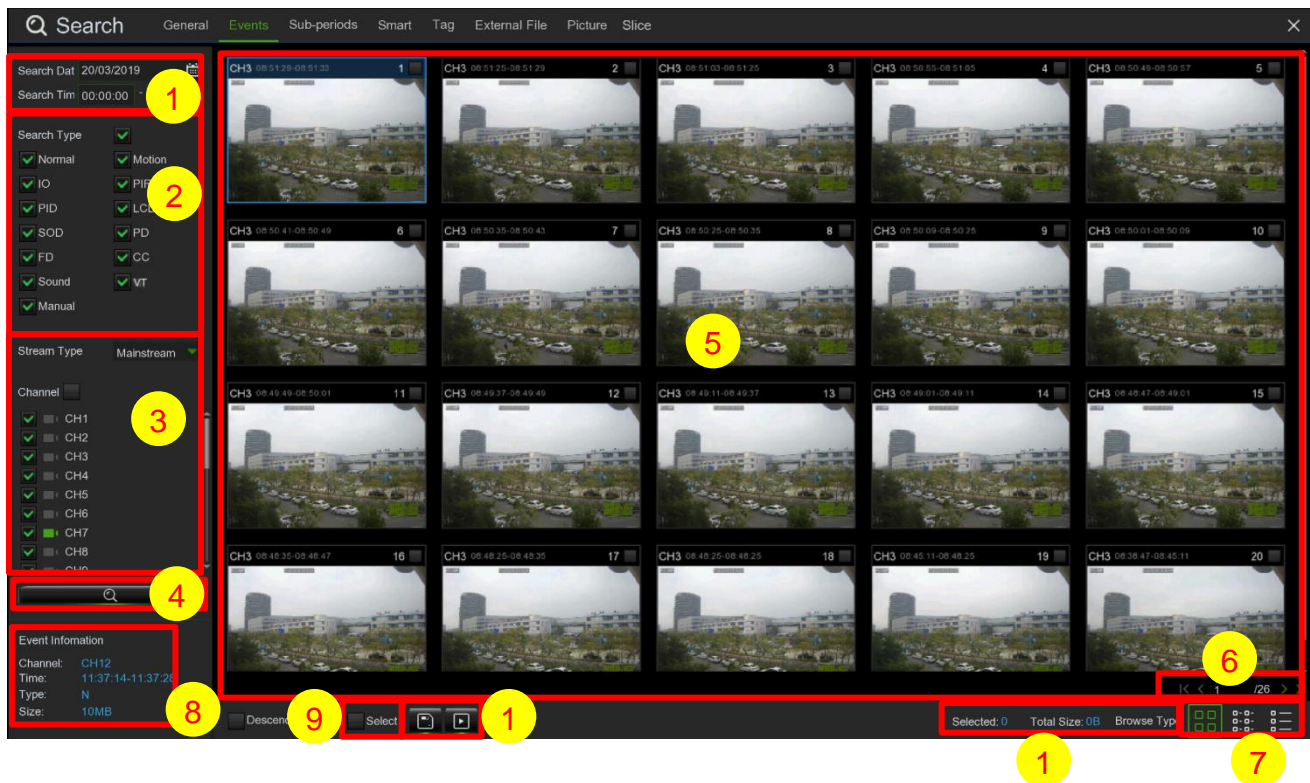 Search General Events Sub-periods Smart Tag External File Picture Slice
Search Dat 20/03/2019
Search Tim 00:00:00 -
1
Search Type
Normal Motion
IO PIR
2
PID LCD
SOD PD
FD CC
Sound VT
Manual
Stream Type Mainstream
Channel
3
CH1
CH2
CH3
CH4
CH5
CH6
CH7
CH8
CH9
4
Event Infomation
Channel: CH12
Time: 11:37:14-11:37:28
Type: N
Size: 10MB
8
CH3 08:51:29-08:51:33 1
CH3 08:51:25-08:51:29 2
CH3 08:51:03-08:51:25 3
CH3 08:50:55-08:51:05 4
CH3 08:50:49-08:50:57 5
CH3 08:50:41-08:50:49 6
CH3 08:50:35-08:50:43 7
CH3 08:50:25-08:50:35 8
CH3 08:50:09-08:50:25 9
CH3 08:50:01-08:50:09 10
5
CH3 08:49:49-08:50:01 11
CH3 08:49:37-08:49:49 12
CH3 08:49:11-08:49:37 13
CH3 08:49:01-08:49:11 14
CH3 08:48:47-08:49:01 15
CH3 08:48:35-08:48:47 16
CH3 08:48:25-08:48:35 17
CH3 08:48:25-08:48:25 18
CH3 08:45:11-08:48:25 19
CH3 08:38:47-08:45:11 20
6
1 /26
Descend 9 Select 1
Selected: 0 Total Size: 0B Browse Typ
1
7